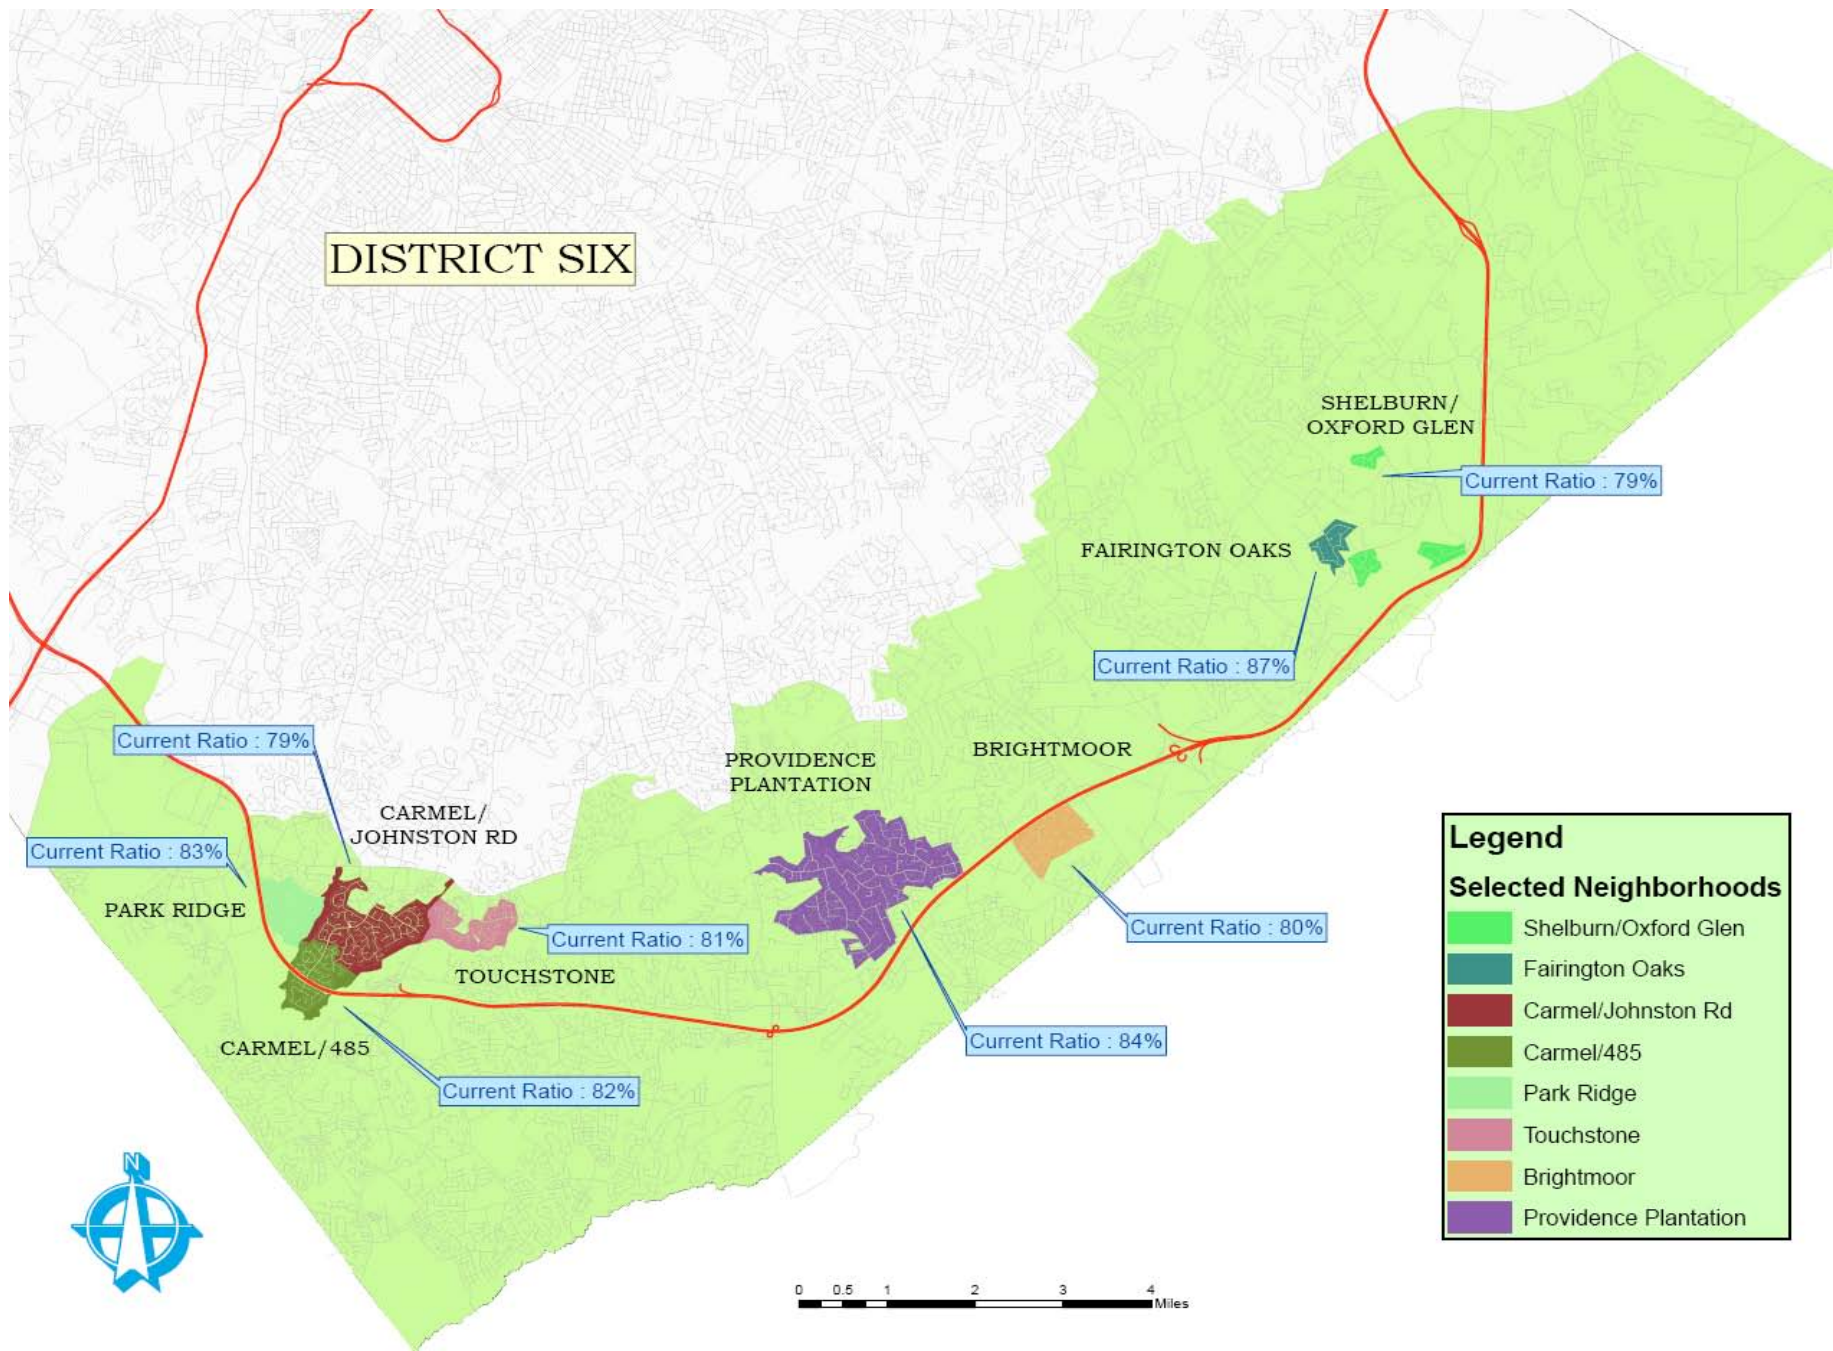 DISTRICT SIX
SHELBURN/
OXFORD GLEN
Current Ratio : 79%
FAIRINGTON OAKS
Current Ratio : 87%
Current Ratio : 79%
BRIGHTMOOR
PROVIDENCE
PLANTATION
CARMEL/
JOHNSTON RD
Current Ratio : 83%
PARK RIDGE
Current Ratio : 81%
Current Ratio : 80%
TOUCHSTONE
Current Ratio : 84%
CARMEL/485
Current Ratio : 82%
Legend
Selected Neighborhoods
Shelburn/Oxford Glen
Fairington Oaks
Carmel/Johnston Rd
Carmel/485
Park Ridge
Touchstone
Brightmoor
Providence Plantation
N
0 0.5 1 2 3 4
Miles